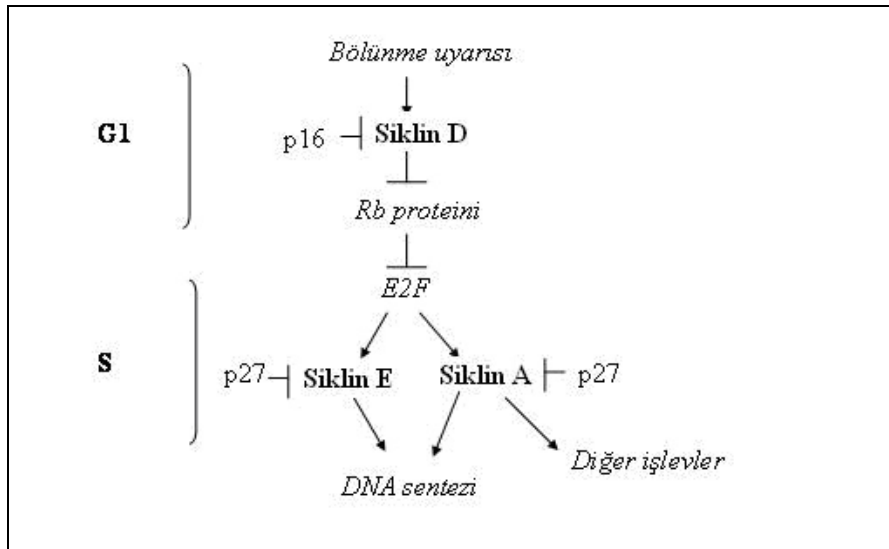 Bölünme uyarısı
G1
p16
Siklin D
Rb proteini
E2F
S
p27
Siklin E
Siklin A
p27
DNA sentezi
Diğer işlevler